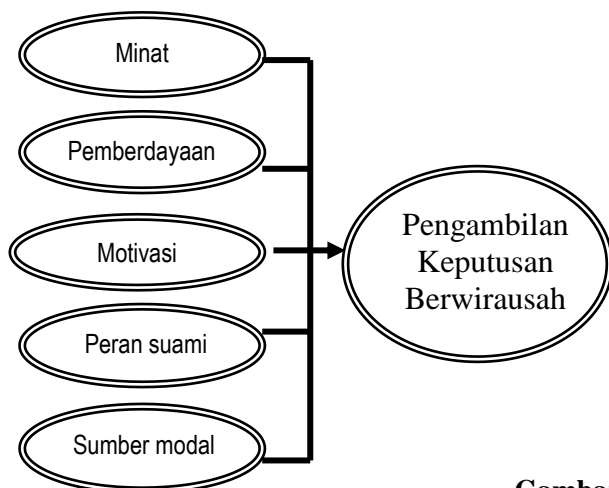 Minat
Pemberdayaan
Motivasi
Peran suami
Sumber modal
Pengambilan
Keputusan
Berwirausah